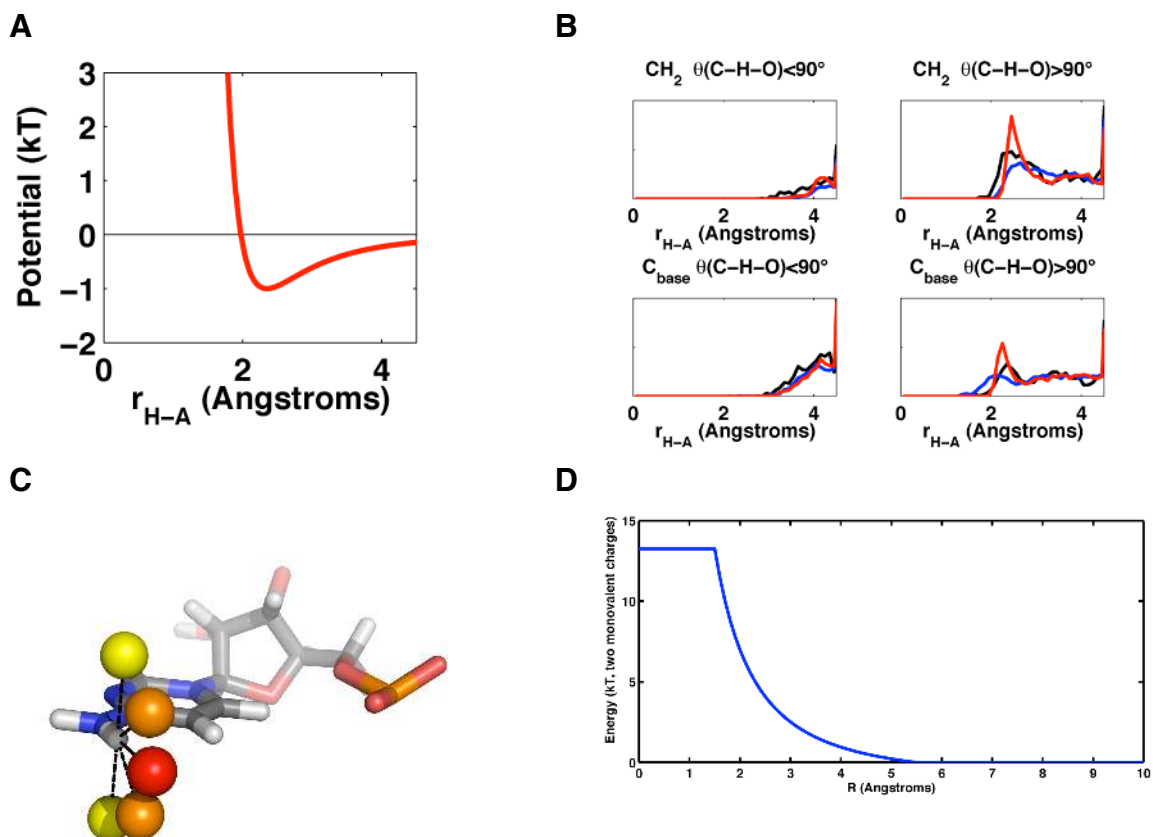 A
3
2
1
0
−1
−2
Potential (kT)
0 2 4
r_H−A (Angstroms)
B
CH_2 θ(C−H−O)<90°
0 2 4
r_H−A (Angstroms)
CH_2 θ(C−H−O)>90°
0 2 4
r_H−A (Angstroms)
C_base θ(C−H−O)<90°
0 2 4
r_H−A (Angstroms)
C_base θ(C−H−O)>90°
0 2 4
r_H−A (Angstroms)
C
D
15
10
5
0
Energy (kT, two monovalent charges)
0 1 2 3 4 5 6 7 8 9 10
R (Angstroms)